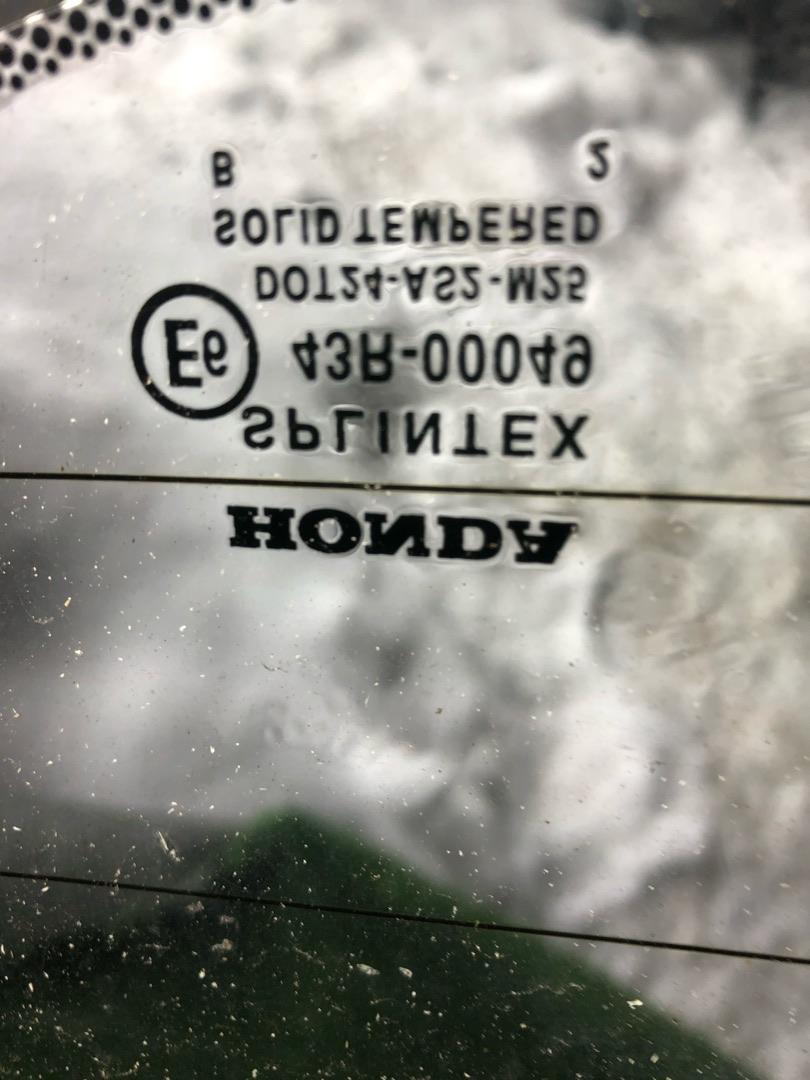 HONDA
SPLINTEX
E6 43R-00049
DOT24-AS2-M25
SOLID TEMPERED
B 2